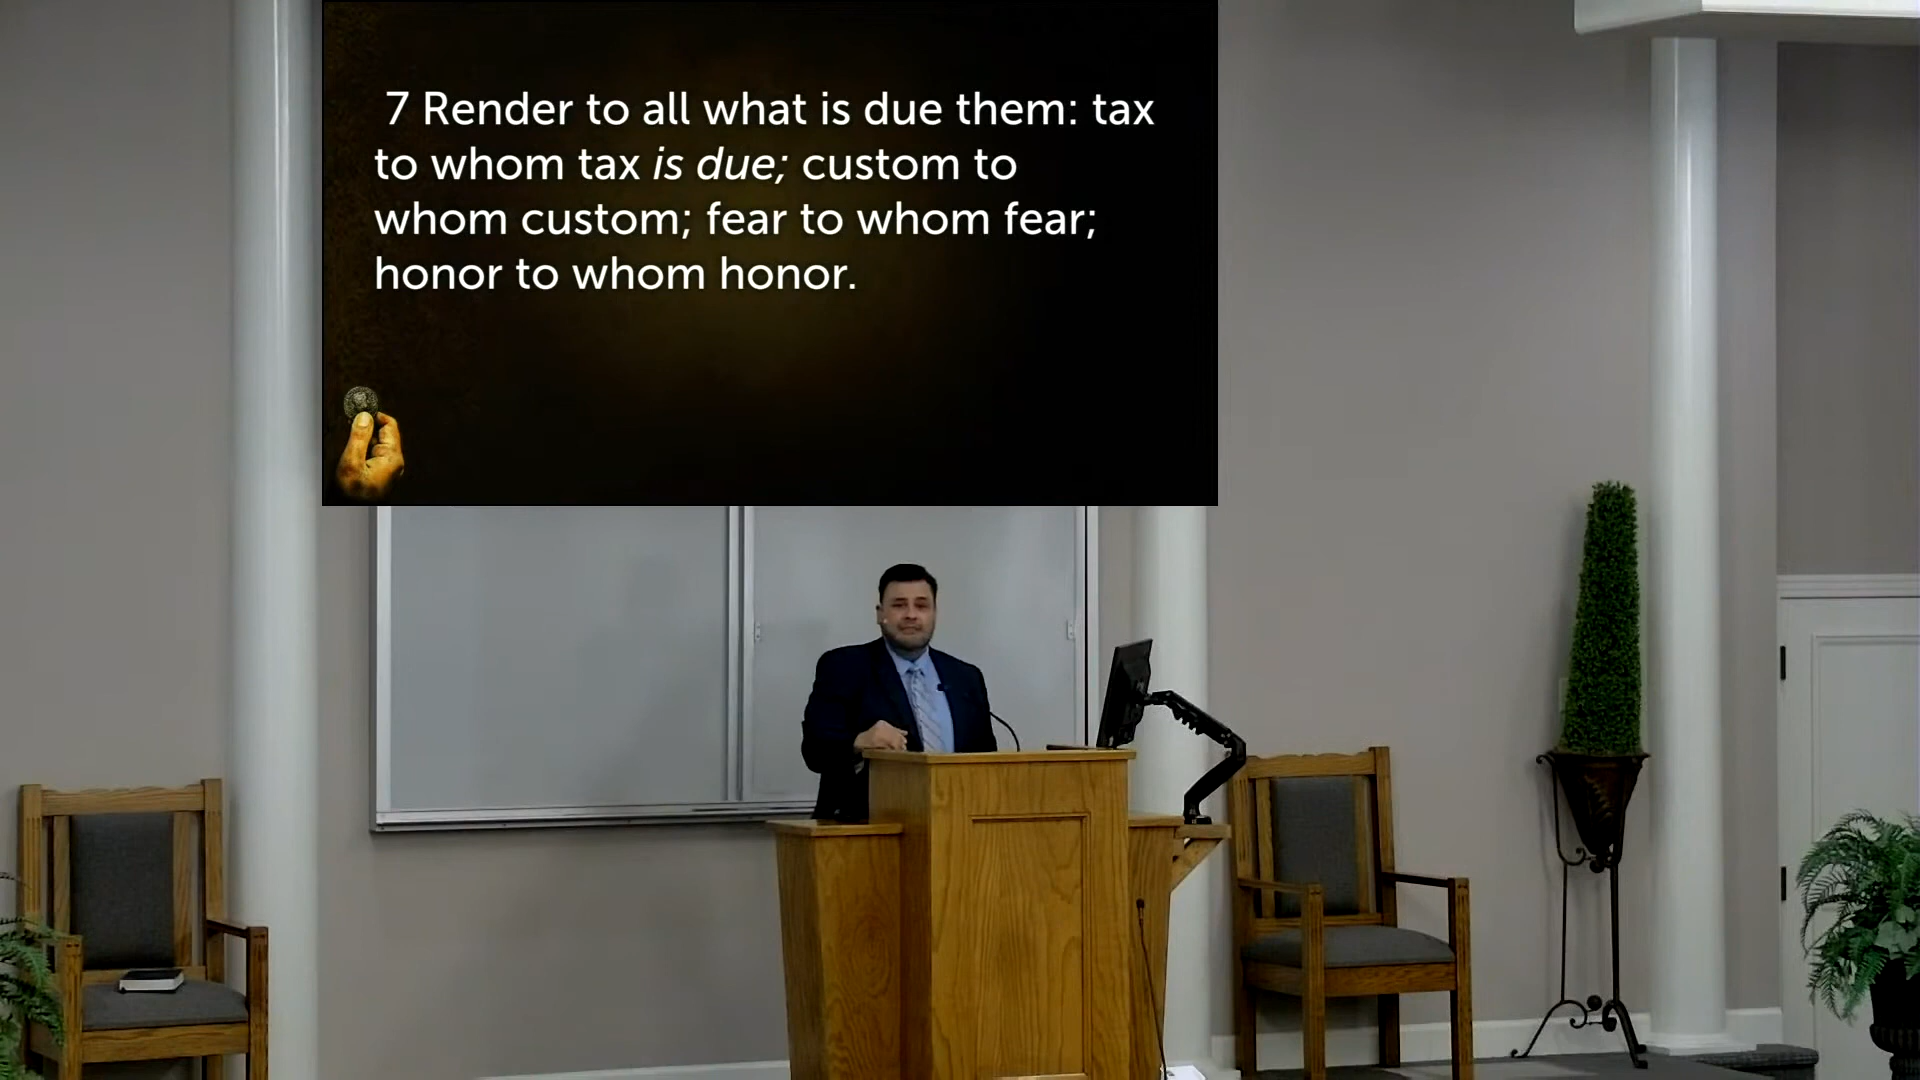 7 Render to all what is due them: tax
to whom tax is due; custom to
whom custom; fear to whom fear;
honor to whom honor.